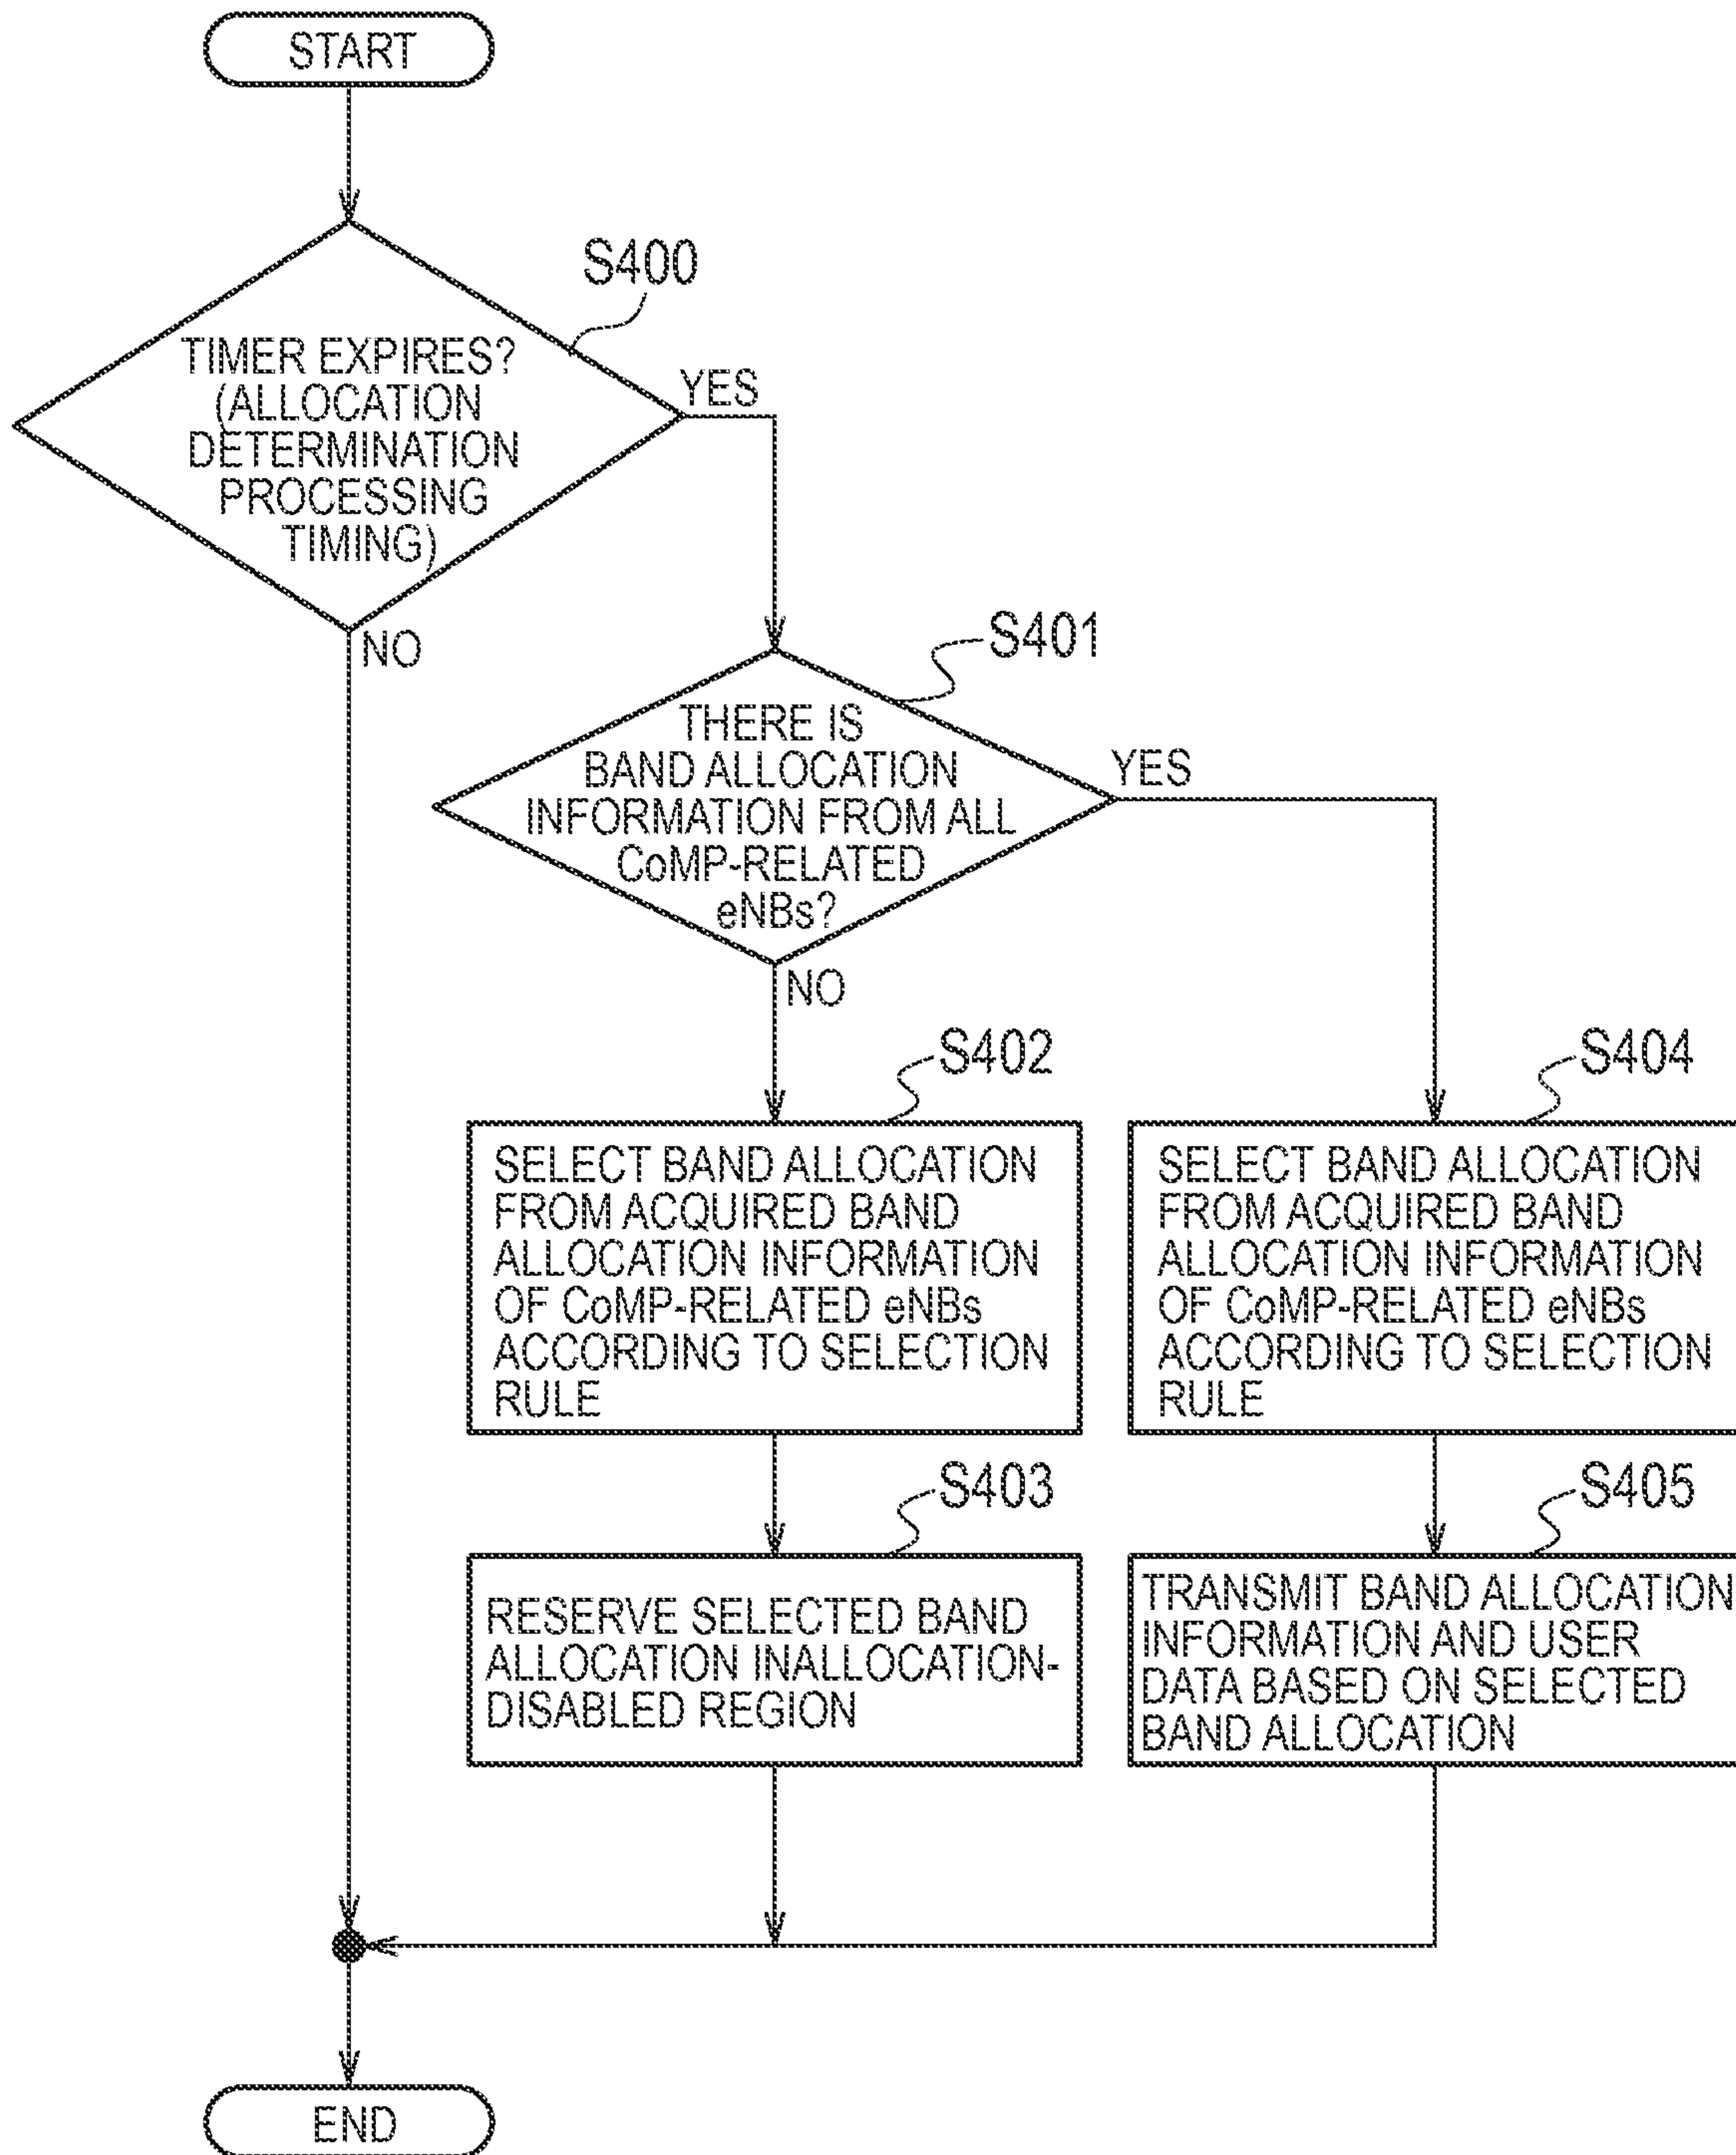 START
S400
TIMER EXPIRES?
(ALLOCATION
DETERMINATION
PROCESSING
TIMING)
YES
NO
S401
THERE IS
BAND ALLOCATION
INFORMATION FROM ALL
CoMP-RELATED
eNBs?
YES
NO
S402
SELECT BAND ALLOCATION
FROM ACQUIRED BAND
ALLOCATION INFORMATION
OF CoMP-RELATED eNBs
ACCORDING TO SELECTION
RULE
S404
SELECT BAND ALLOCATION
FROM ACQUIRED BAND
ALLOCATION INFORMATION
OF CoMP-RELATED eNBs
ACCORDING TO SELECTION
RULE
S403
RESERVE SELECTED BAND
ALLOCATION INALLOCATION-
DISABLED REGION
S405
TRANSMIT BAND ALLOCATION
INFORMATION AND USER
DATA BASED ON SELECTED
BAND ALLOCATION
END